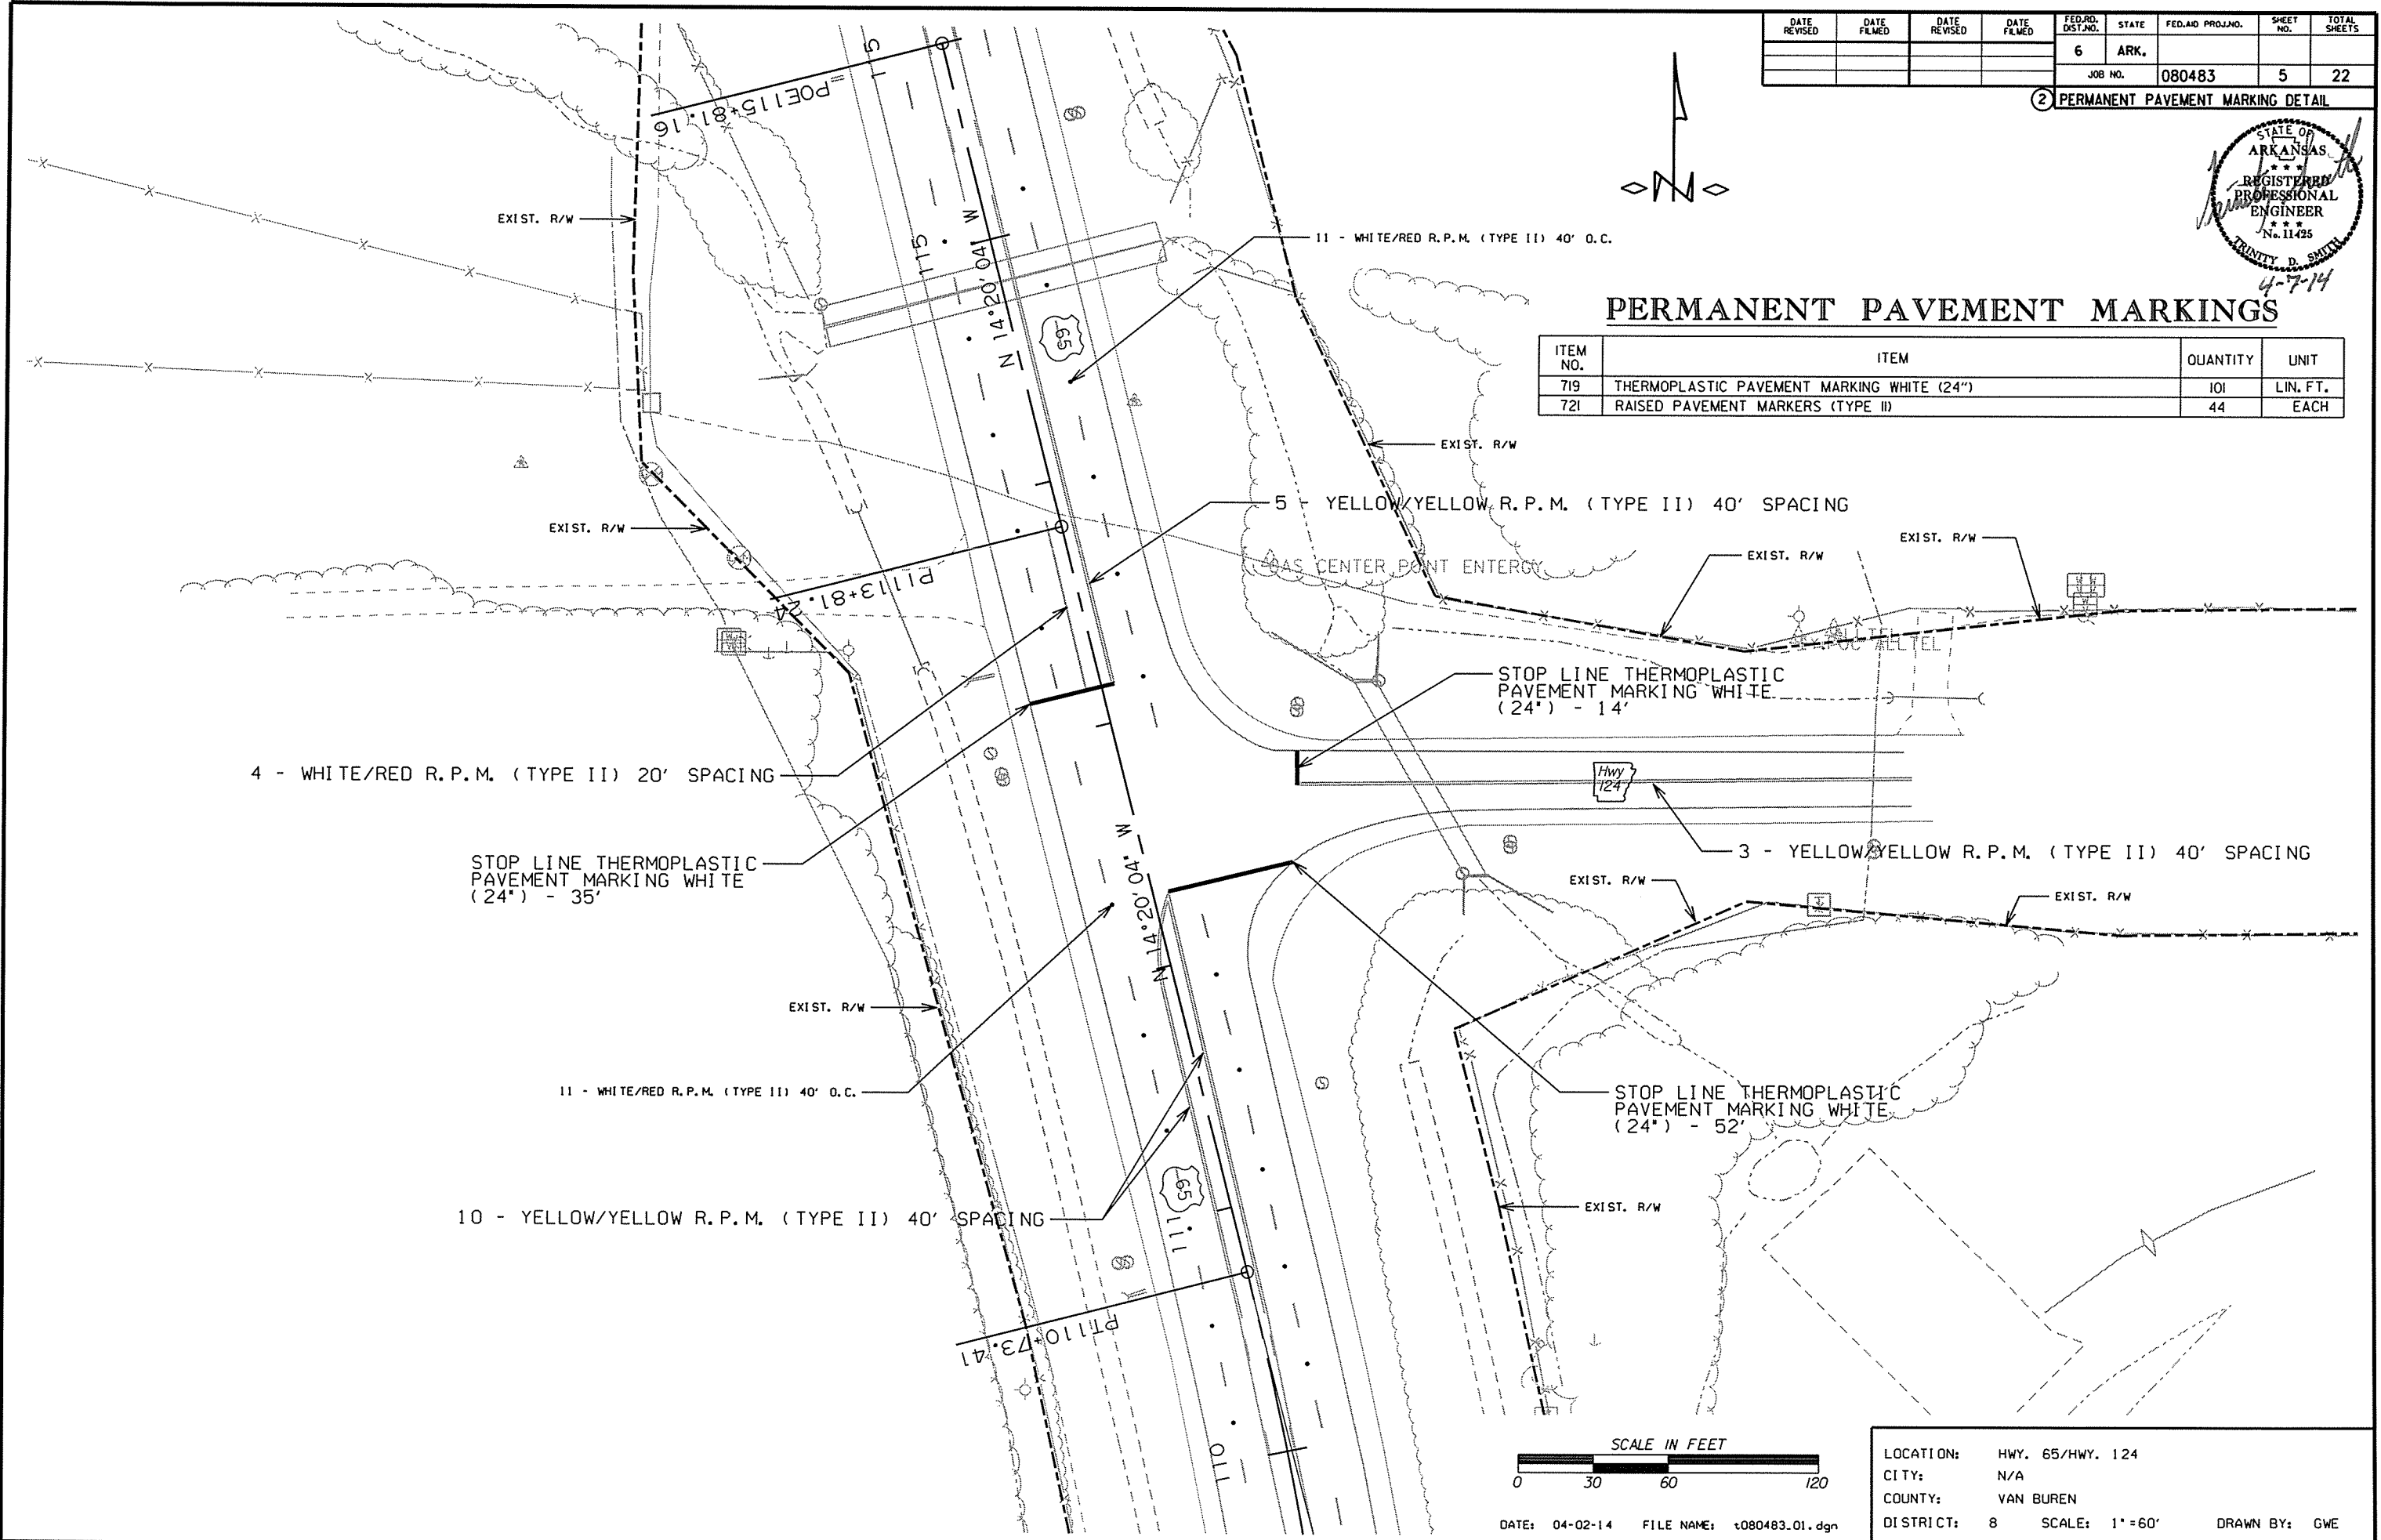 DATE REVISED
DATE FILMED
DATE REVISED
DATE FILMED
FED.RD. DIST.NO.
STATE
FED.AID PROJ.NO.
SHEET NO.
TOTAL SHEETS
6 ARK.
JOB NO. 080483 5 22
2 PERMANENT PAVEMENT MARKING DETAIL
STATE OF
ARKANSAS
REGISTERED
PROFESSIONAL
ENGINEER
No. 11425
TRINITY D. SMITH
4-7-14
N
PERMANENT PAVEMENT MARKINGS
ITEM NO. ITEM QUANTITY UNIT
719 THERMOPLASTIC PAVEMENT MARKING WHITE (24") 101 LIN. FT.
721 RAISED PAVEMENT MARKERS (TYPE II) 44 EACH
POE115+81.16
115
115
N 14°20'04" W
65
EXIST. R/W
11 - WHITE/RED R.P.M. (TYPE II) 40' O.C.
EXIST. R/W
5 - YELLOW/YELLOW R.P.M. (TYPE II) 40' SPACING
EXIST. R/W
EXIST. R/W
EXIST. R/W
GAS CENTER POINT ENTERGY
PI113+81.24
STOP LINE THERMOPLASTIC
PAVEMENT MARKING WHITE
(24") - 14'
4 - WHITE/RED R.P.M. (TYPE II) 20' SPACING
Hwy
124
3 - YELLOW/YELLOW R.P.M. (TYPE II) 40' SPACING
STOP LINE THERMOPLASTIC
PAVEMENT MARKING WHITE
(24") - 35'
EXIST. R/W
EXIST. R/W
N 14°20'04" W
EXIST. R/W
11 - WHITE/RED R.P.M. (TYPE II) 40' O.C.
STOP LINE THERMOPLASTIC
PAVEMENT MARKING WHITE
(24") - 52'
65
10 - YELLOW/YELLOW R.P.M. (TYPE II) 40' SPACING
111
EXIST. R/W
PT110+73.41
110
SCALE IN FEET
0 30 60 120
DATE: 04-02-14 FILE NAME: t080483_01.dgn
LOCATION: HWY. 65/HWY. 124
CITY: N/A
COUNTY: VAN BUREN
DISTRICT: 8 SCALE: 1"=60' DRAWN BY: GWE